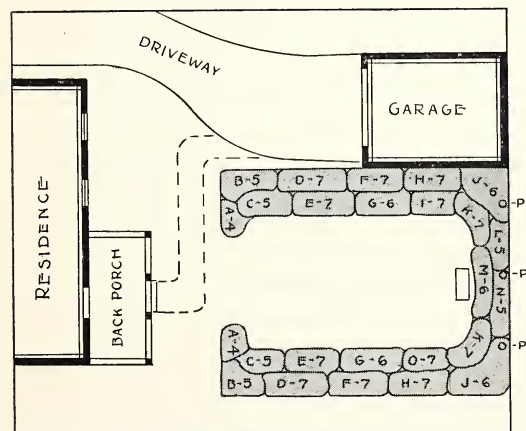 DRIVEWAY
GARAGE
B-5 D-7 F-7 H-7 J-6
A-4 C-5 E-7 G-6 I-7 K-7
O-P
L-5
RESIDENCE
BACK PORCH
M-6
O-P
N-5
A-4 C-5 E-7 G-6 O-7 K-7
O-P
B-5 D-7 F-7 H-7 J-6